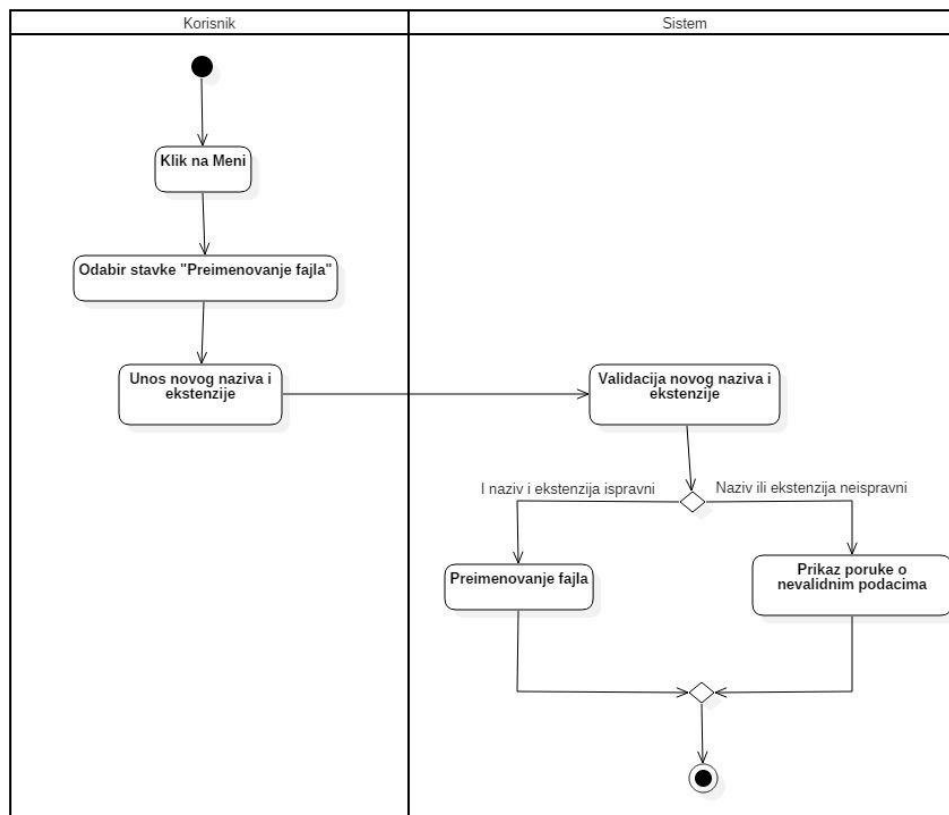 Korisnik
Sistem
Klik na Meni
Odabir stavke "Preimenovanje fajla"
Unos novog naziva i
ekstenzije
Validacija novog naziva i
ekstenzije
I naziv i ekstenzija ispravni
Naziv ili ekstenzija neispravni
Preimenovanje fajla
Prikaz poruke o
nevalidnim podacima